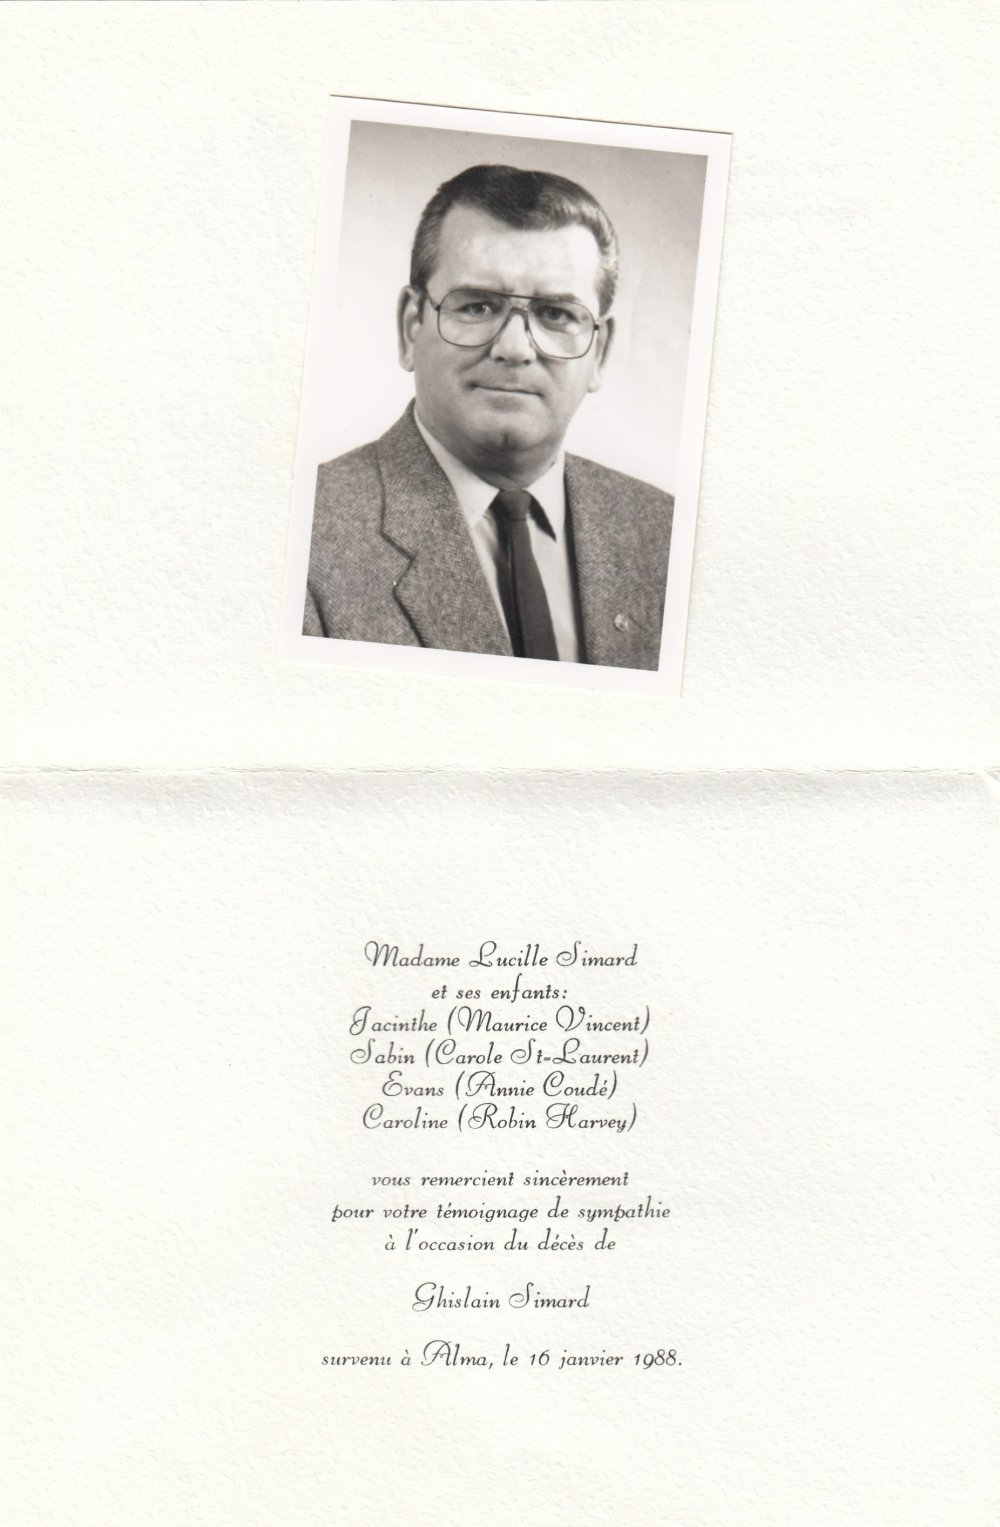 Madame Lucille Simard
et ses enfants:
Jacinthe (Maurice Vincent)
Sabin (Carole St-Laurent)
Evans (Annie Coudé)
Caroline (Robin Harvey)
vous remercient sincèrement
pour votre témoignage de sympathie
à l'occasion du décès de
Ghislain Simard
survenu à Alma, le 16 janvier 1988.